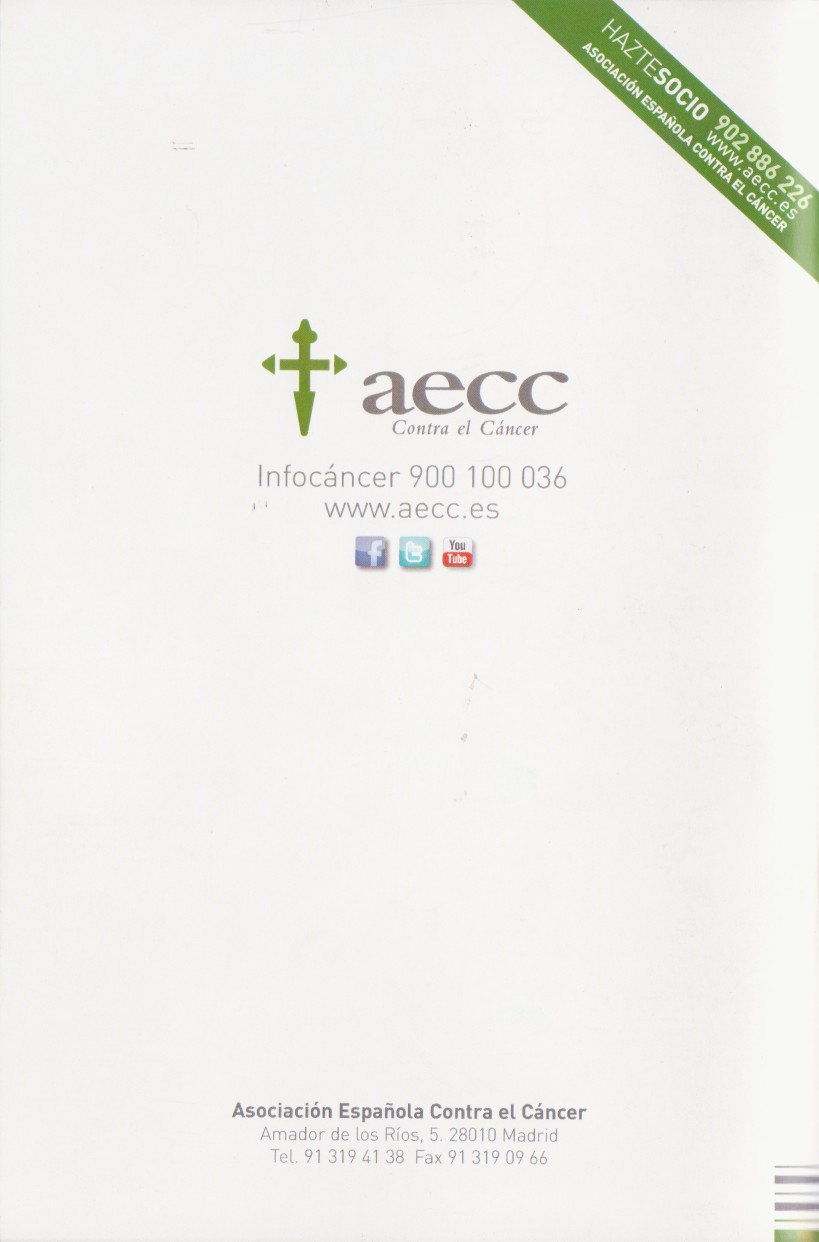 HAZTESOCIO 902 886 226
www.aecc.es
ASOCIACIÓN ESPAÑOLA CONTRA EL CÁNCER
aecc
Contra el Cáncer
Infocáncer 900 100 036
www.aecc.es
You
Tube
Asociación Española Contra el Cáncer
Amador de los Ríos, 5. 28010 Madrid
Tel. 91 319 41 38 Fax 91 319 09 66